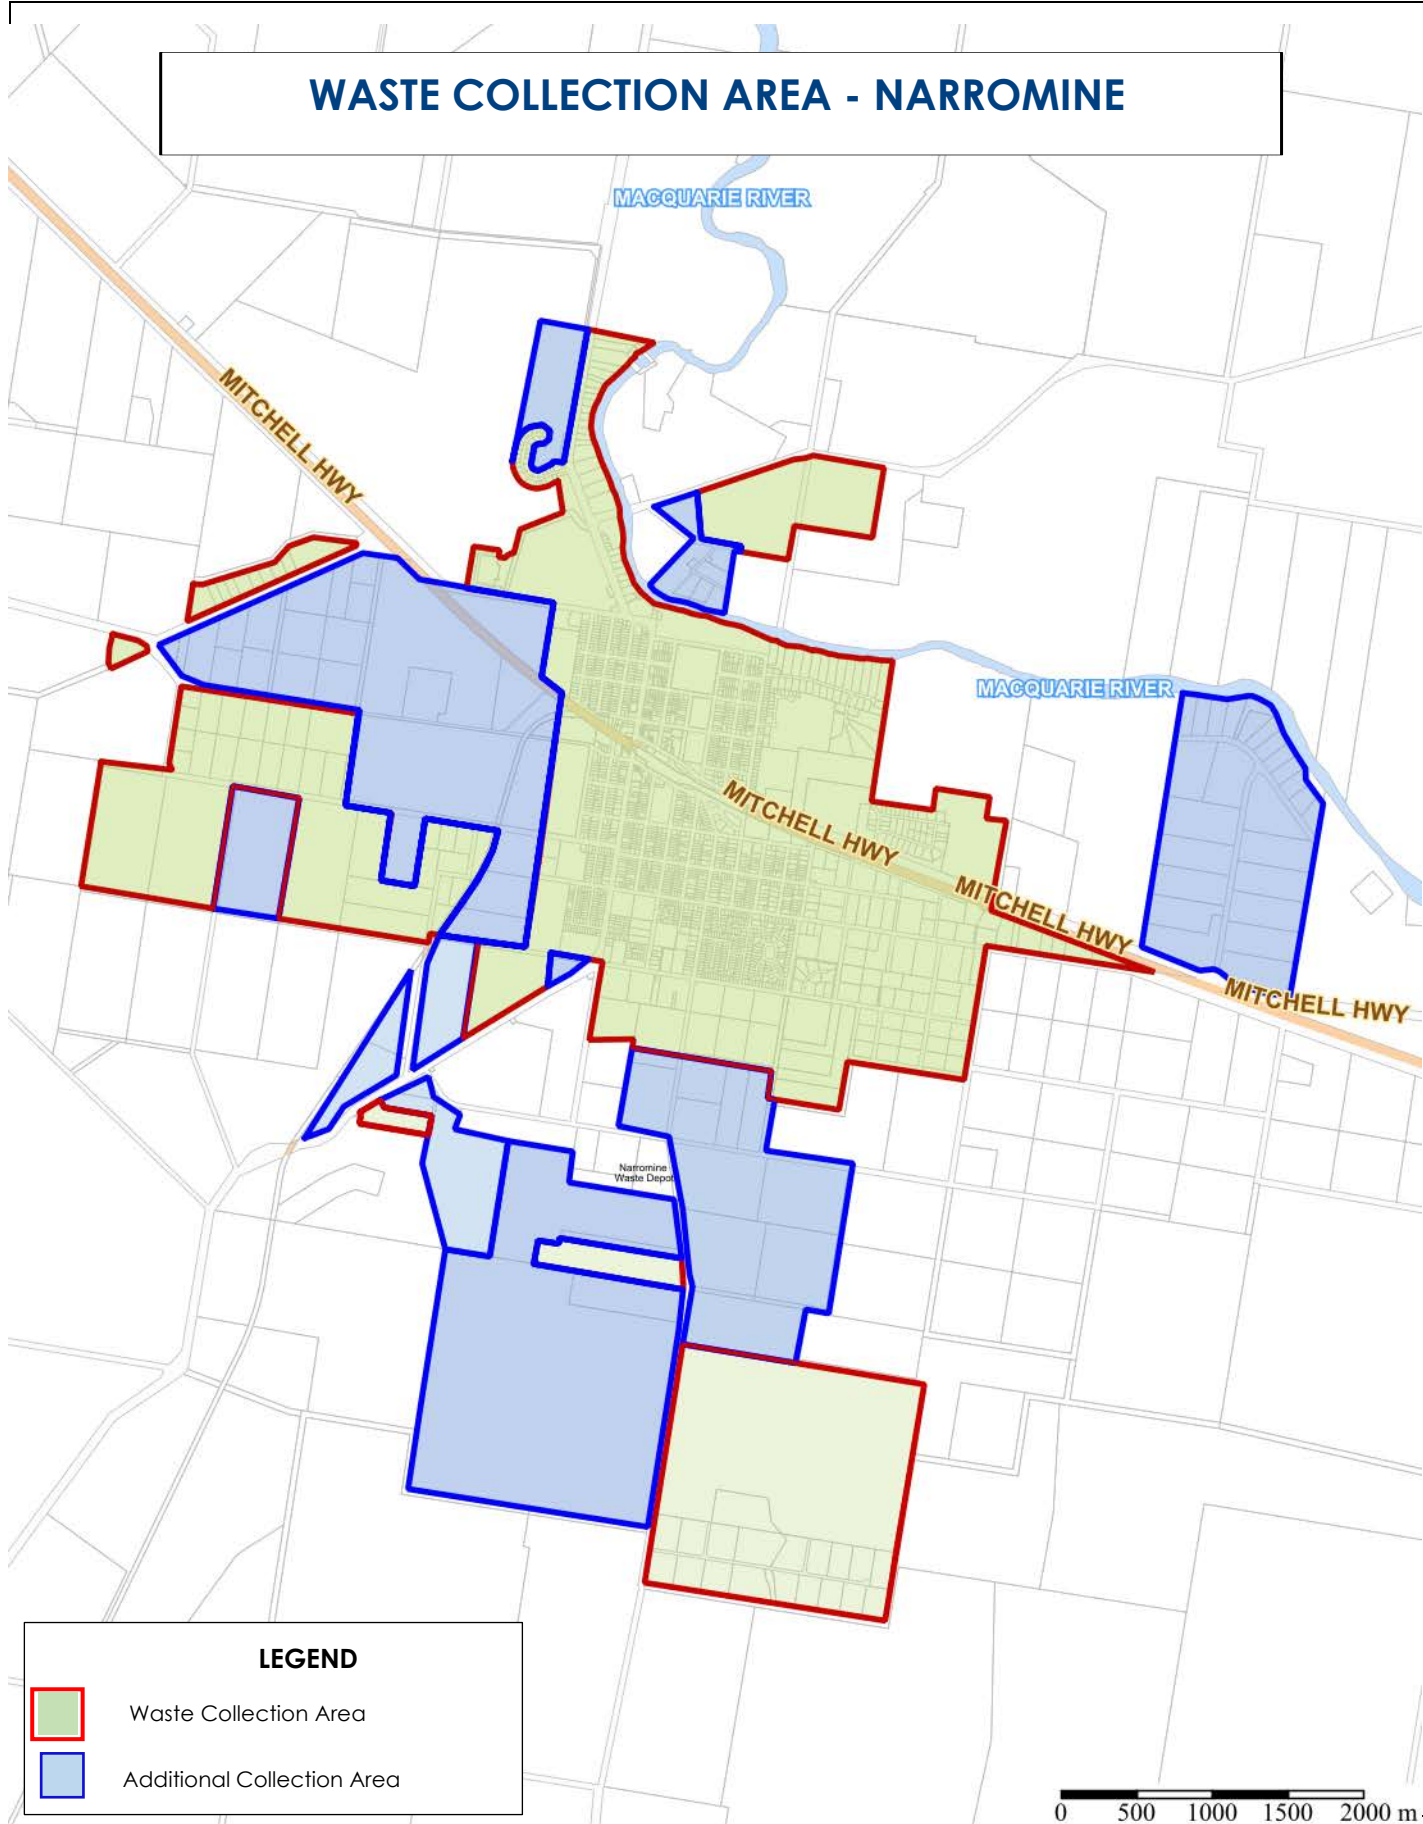 WASTE COLLECTION AREA - NARROMINE
MACQUARIE RIVER
MITCHELL HWY
MACQUARIE RIVER
MITCHELL HWY
MITCHELL HWY
MITCHELL HWY
Narromine
Waste Depot
LEGEND
Waste Collection Area
Additional Collection Area
0 500 1000 1500 2000 m